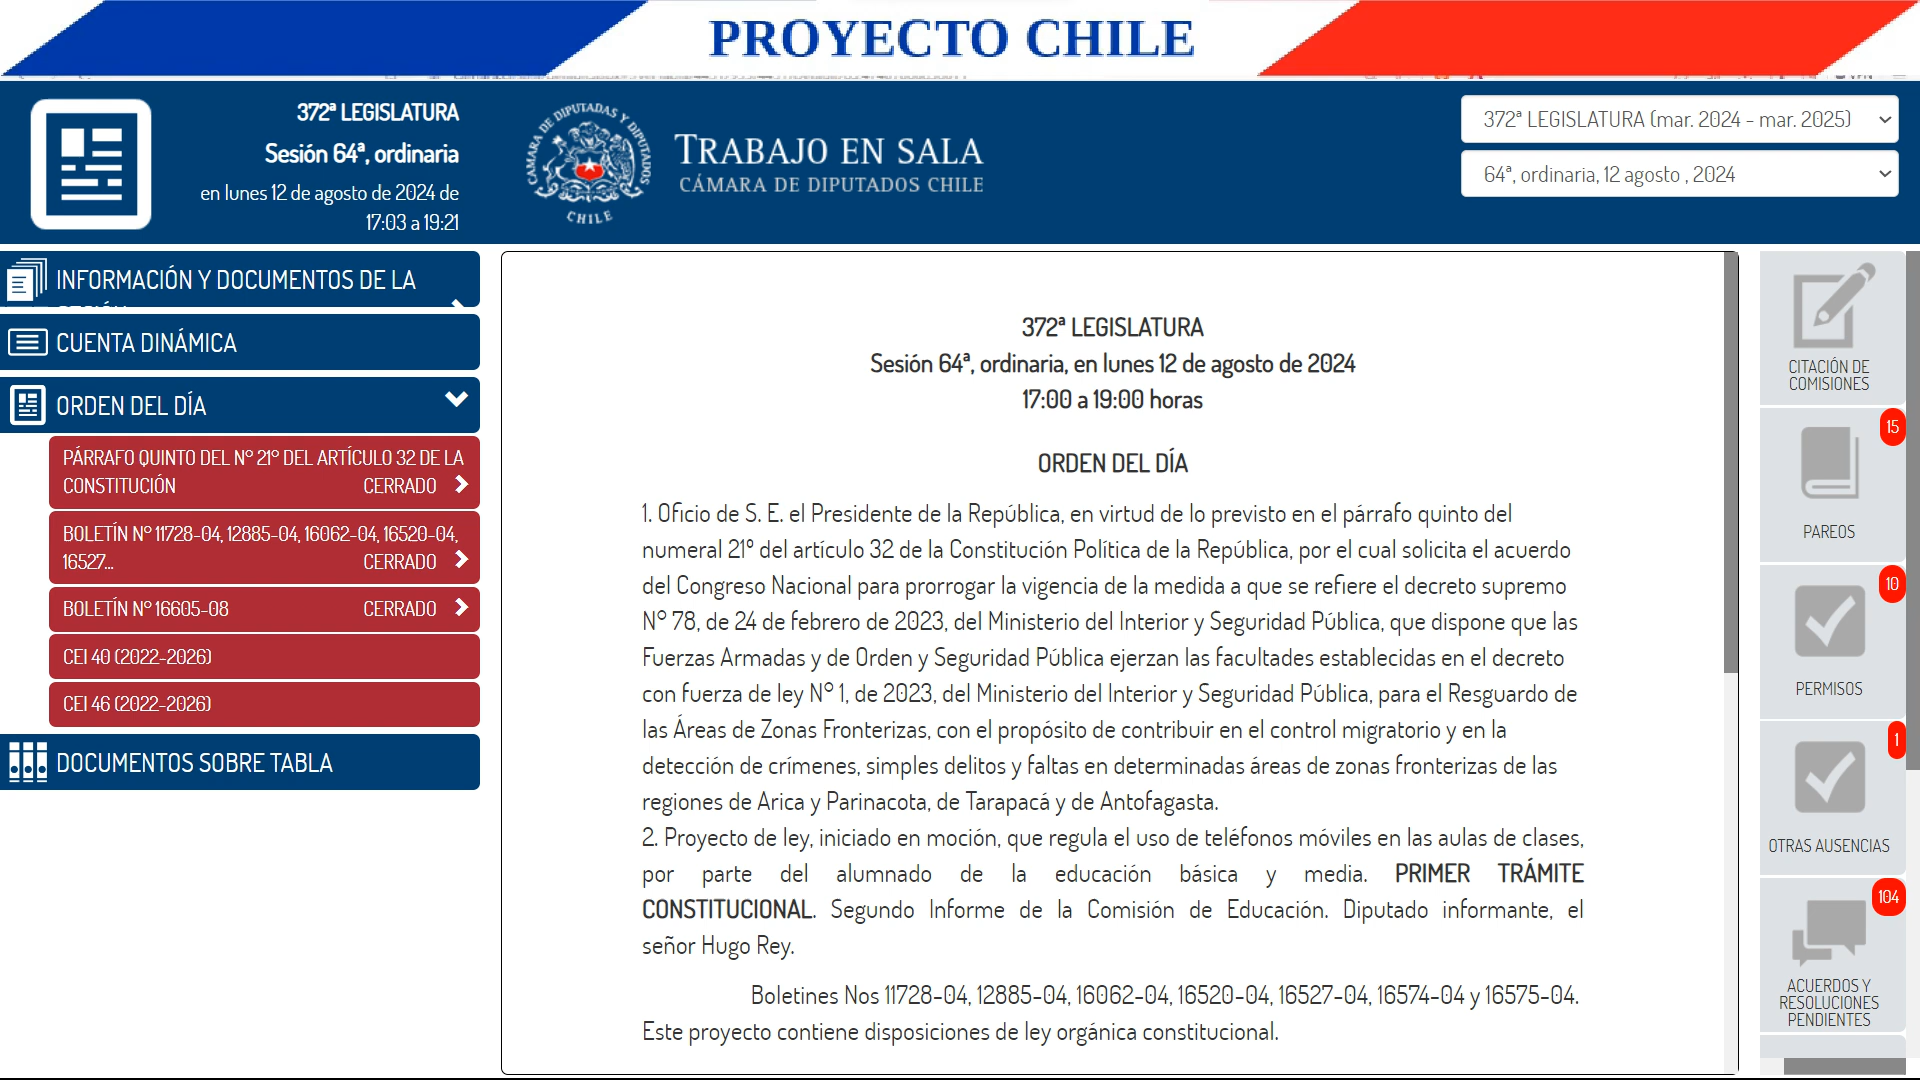 PROYECTO CHILE
372ª LEGISLATURA
Sesión 64ª, ordinaria
en lunes 12 de agosto de 2024 de
17:03 a 19:21
CÁMARA DE DIPUTADAS Y DIPUTADOS
CHILE
TRABAJO EN SALA
CÁMARA DE DIPUTADOS CHILE
372ª LEGISLATURA (mar. 2024 - mar. 2025)
64ª, ordinaria, 12 agosto , 2024
INFORMACIÓN Y DOCUMENTOS DE LA
CUENTA DINÁMICA
ORDEN DEL DÍA
PÁRRAFO QUINTO DEL N° 21° DEL ARTÍCULO 32 DE LA
CONSTITUCIÓN CERRADO
BOLETÍN N° 11728-04, 12885-04, 16062-04, 16520-04,
16527... CERRADO
BOLETÍN N° 16605-08 CERRADO
CEI 40 (2022-2026)
CEI 46 (2022-2026)
DOCUMENTOS SOBRE TABLA
372ª LEGISLATURA
Sesión 64ª, ordinaria, en lunes 12 de agosto de 2024
17:00 a 19:00 horas
ORDEN DEL DÍA
1. Oficio de S. E. el Presidente de la República, en virtud de lo previsto en el párrafo quinto del
numeral 21° del artículo 32 de la Constitución Política de la República, por el cual solicita el acuerdo
del Congreso Nacional para prorrogar la vigencia de la medida a que se refiere el decreto supremo
N° 78, de 24 de febrero de 2023, del Ministerio del Interior y Seguridad Pública, que dispone que las
Fuerzas Armadas y de Orden y Seguridad Pública ejerzan las facultades establecidas en el decreto
con fuerza de ley N° 1, de 2023, del Ministerio del Interior y Seguridad Pública, para el Resguardo de
las Áreas de Zonas Fronterizas, con el propósito de contribuir en el control migratorio y en la
detección de crímenes, simples delitos y faltas en determinadas áreas de zonas fronterizas de las
regiones de Arica y Parinacota, de Tarapacá y de Antofagasta.
2. Proyecto de ley, iniciado en moción, que regula el uso de teléfonos móviles en las aulas de clases,
por parte del alumnado de la educación básica y media. PRIMER TRÁMITE
CONSTITUCIONAL. Segundo Informe de la Comisión de Educación. Diputado informante, el
señor Hugo Rey.
Boletines Nos 11728-04, 12885-04, 16062-04, 16520-04, 16527-04, 16574-04 y 16575-04.
Este proyecto contiene disposiciones de ley orgánica constitucional.
CITACIÓN DE
COMISIONES
15
PAREOS
10
PERMISOS
1
OTRAS AUSENCIAS
104
ACUERDOS Y
RESOLUCIONES
PENDIENTES